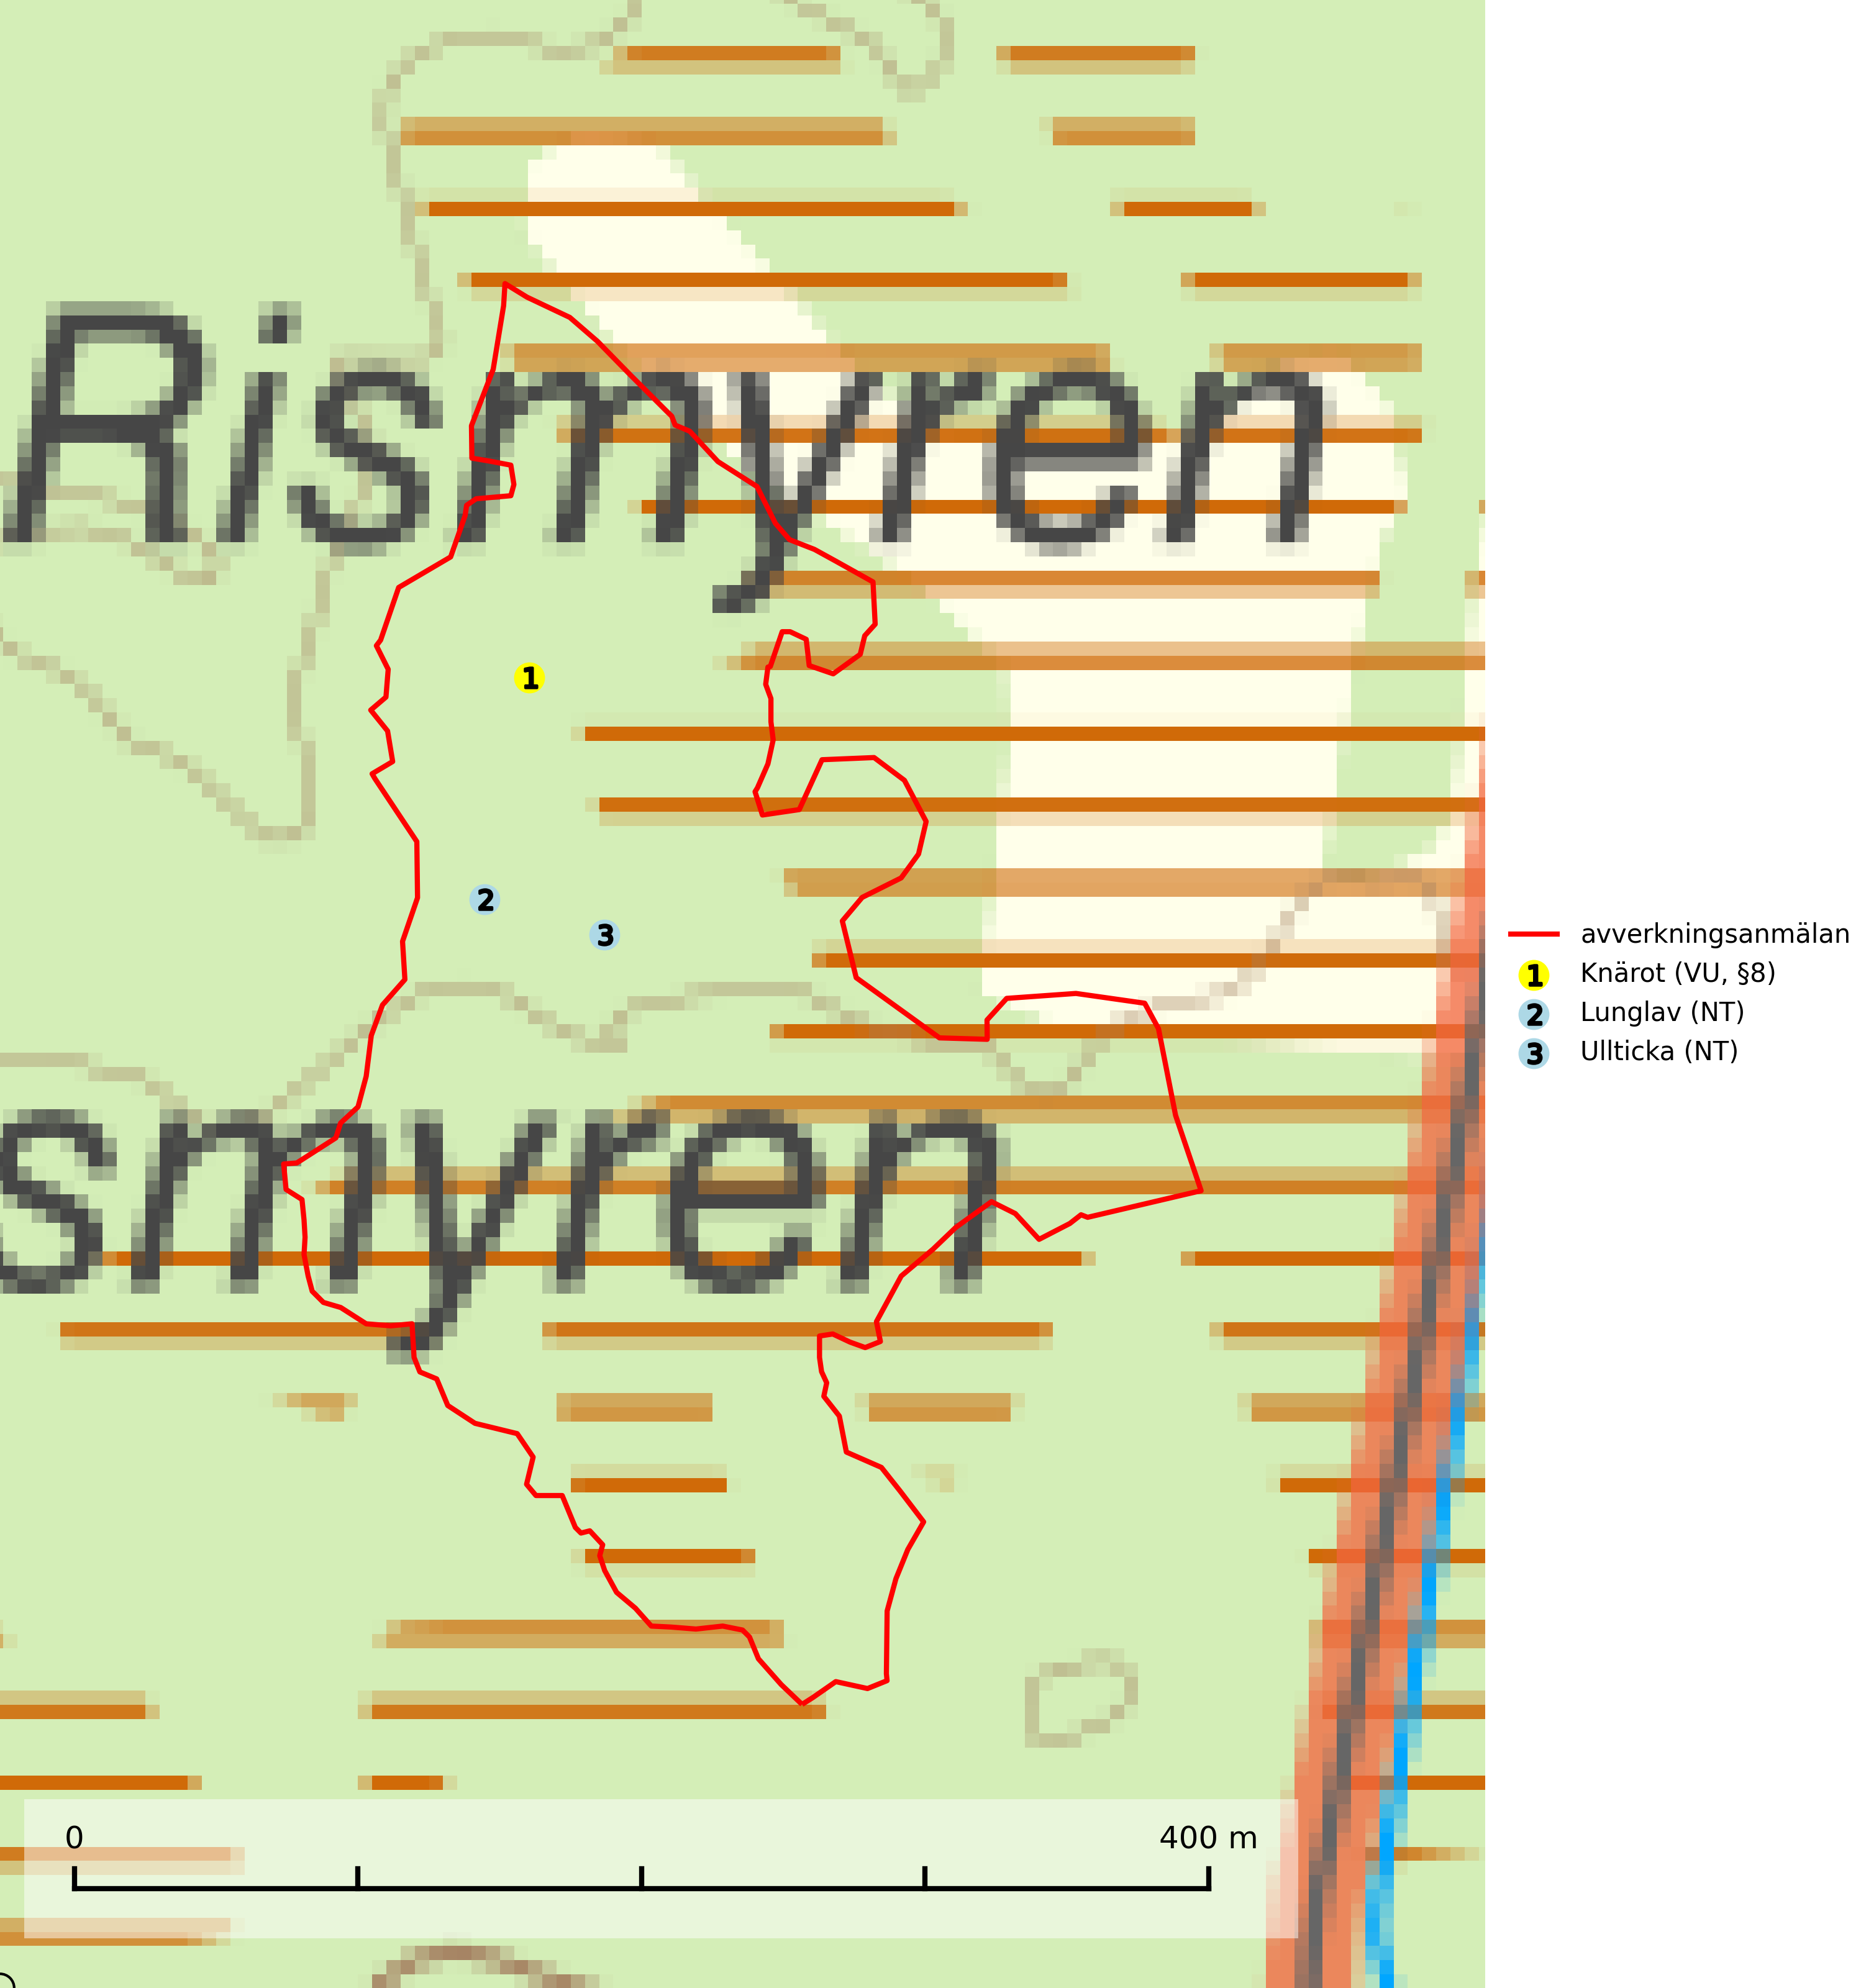 Rismyren
smyren
avverkningsanmälan
1 Knärot (VU, §8)
2 Lunglav (NT)
3 Ullticka (NT)
1
2
3
0 400 m